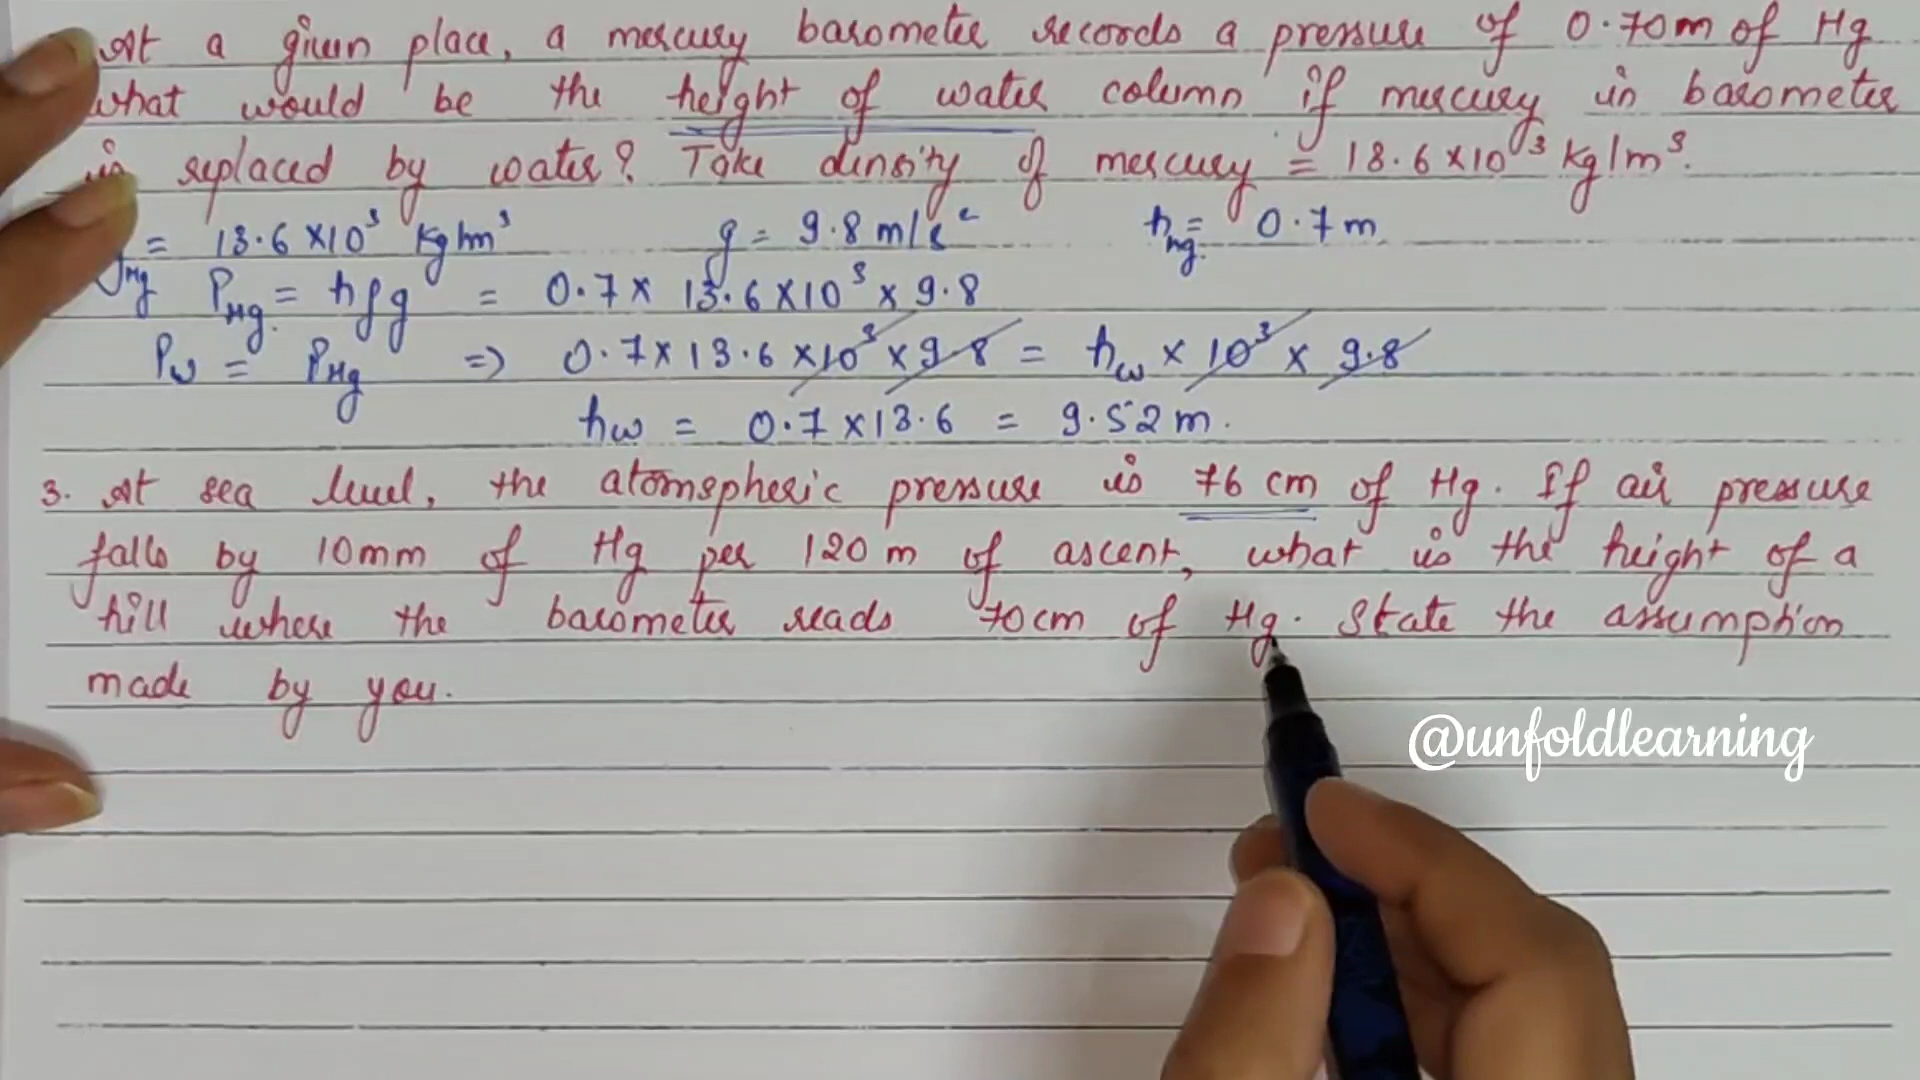 At a given place, a mercury barometer records a pressure of 0.70m of Hg
what would be the height of water column if mercury in barometer
is replaced by water? Take density of mercury = 13.6 ×10³ Kg/m³.
ρHg = 13.6 ×10³ Kg/m³ g = 9.8 m/s² hHg = 0.7 m
PHg. = hρg = 0.7 × 13.6 ×10³ × 9.8
Pw = PHg => 0.7 × 13.6 ×10³ × 9.8 = hw × 10³ × 9.8
hw = 0.7 ×13.6 = 9.52 m.
3. At sea level, the atomspheric pressure is 76 cm of Hg. If air pressure
falls by 10mm of Hg per 120 m of ascent, what is the height of a
hill where the barometer reads 70cm of Hg. State the assumption
made by you.
@unfoldlearning